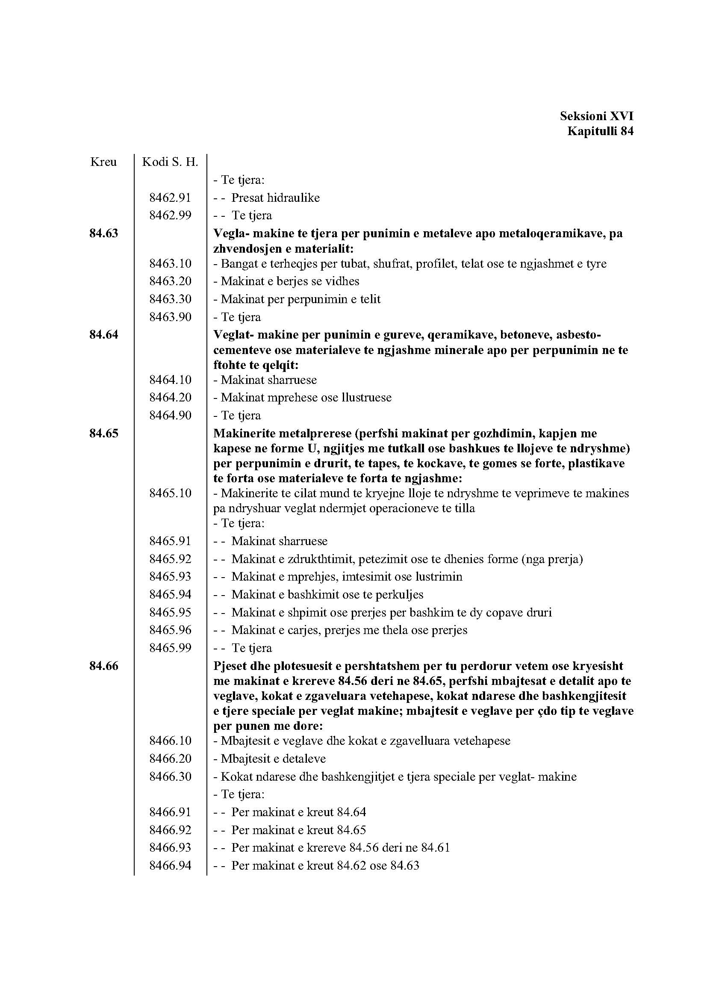 Seksioni XVI
Kapitulli 84
Kreu Kodi S. H.
- Te tjera:
8462.91 - - Presat hidraulike
8462.99 - - Te tjera
84.63 Vegla- makine te tjera per punimin e metaleve apo metaloqeramikave, pa
zhvendosjen e materialit:
8463.10 - Bangat e terheqjes per tubat, shufrat, profilet, telat ose te ngjashmet e tyre
8463.20 - Makinat e berjes se vidhes
8463.30 - Makinat per perpunimin e telit
8463.90 - Te tjera
84.64 Veglat- makine per punimin e gureve, qeramikave, betoneve, asbesto-
cementeve ose materialeve te ngjashme minerale apo per perpunimin ne te
ftohte te qelqit:
8464.10 - Makinat sharruese
8464.20 - Makinat mprehese ose llustruese
8464.90 - Te tjera
84.65 Makinerite metalprerese (perfshi makinat per gozhdimin, kapjen me
kapese ne forme U, ngjitjes me tutkall ose bashkues te llojeve te ndryshme)
per perpunimin e drurit, te tapes, te kockave, te gomes se forte, plastikave
te forta ose materialeve te forta te ngjashme:
8465.10 - Makinerite te cilat mund te kryejne lloje te ndryshme te veprimeve te makines
pa ndryshuar veglat ndermjet operacioneve te tilla
- Te tjera:
8465.91 - - Makinat sharruese
8465.92 - - Makinat e zdrukthtimit, petezimit ose te dhenies forme (nga prerja)
8465.93 - - Makinat e mprehjes, imtesimit ose lustrimin
8465.94 - - Makinat e bashkimit ose te perkuljes
8465.95 - - Makinat e shpimit ose prerjes per bashkim te dy copave druri
8465.96 - - Makinat e carjes, prerjes me thela ose prerjes
8465.99 - - Te tjera
84.66 Pjeset dhe plotesuesit e pershtatshem per tu perdorur vetem ose kryesisht
me makinat e krereve 84.56 deri ne 84.65, perfshi mbajtesat e detalit apo te
veglave, kokat e zgaveluara vetehapese, kokat ndarese dhe bashkengjitesit
e tjere speciale per veglat makine; mbajtesit e veglave per çdo tip te veglave
per punen me dore:
8466.10 - Mbajtesit e veglave dhe kokat e zgavelluara vetehapese
8466.20 - Mbajtesit e detaleve
8466.30 - Kokat ndarese dhe bashkengjitjet e tjera speciale per veglat- makine
- Te tjera:
8466.91 - - Per makinat e kreut 84.64
8466.92 - - Per makinat e kreut 84.65
8466.93 - - Per makinat e krereve 84.56 deri ne 84.61
8466.94 - - Per makinat e kreut 84.62 ose 84.63